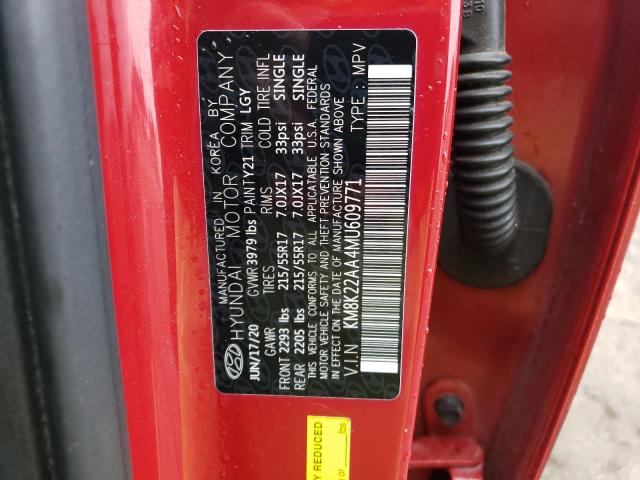 MANUFACTURED IN KOREA BY
HYUNDAI MOTOR COMPANY
JUN/17/20 GVWR 3979 lbs PAINT Y21 TRIM LGY
GAWR TIRES RIMS COLD TIRE INFL
FRONT 2293 lbs 215/55R17 7.0JX17 33psi SINGLE
REAR 2205 lbs 215/55R17 7.0JX17 33psi SINGLE
THIS VEHICLE CONFORMS TO ALL APPLICABLE U.S.A. FEDERAL
MOTOR VEHICLE SAFETY AND THEFT PREVENTION STANDARDS
IN EFFECT ON THE DATE OF MANUFACTURE SHOWN ABOVE
V.I.N KM8K22AA4MU609771 TYPE : MPV
Y REDUCED
or lbs